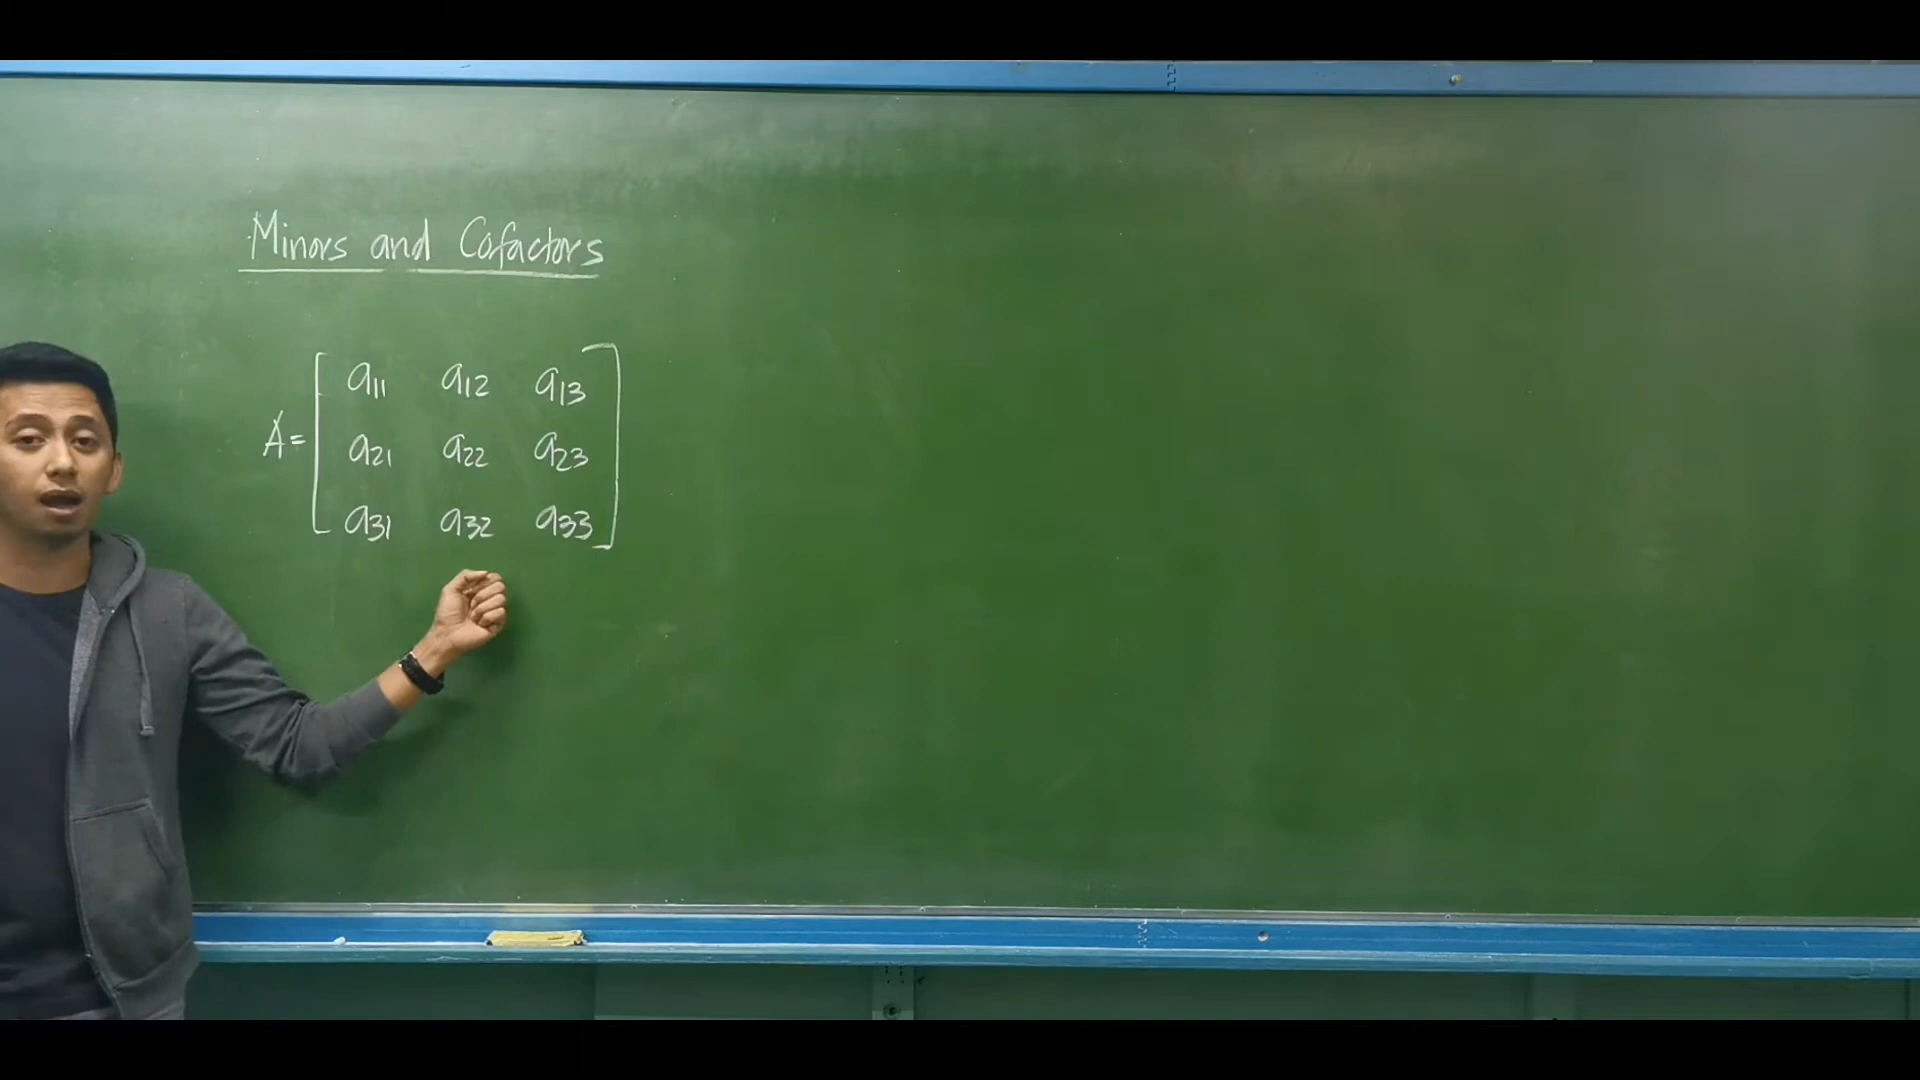 Minors and Cofactors
a11 a12 a13
A= a21 a22 a23
a31 a32 a33